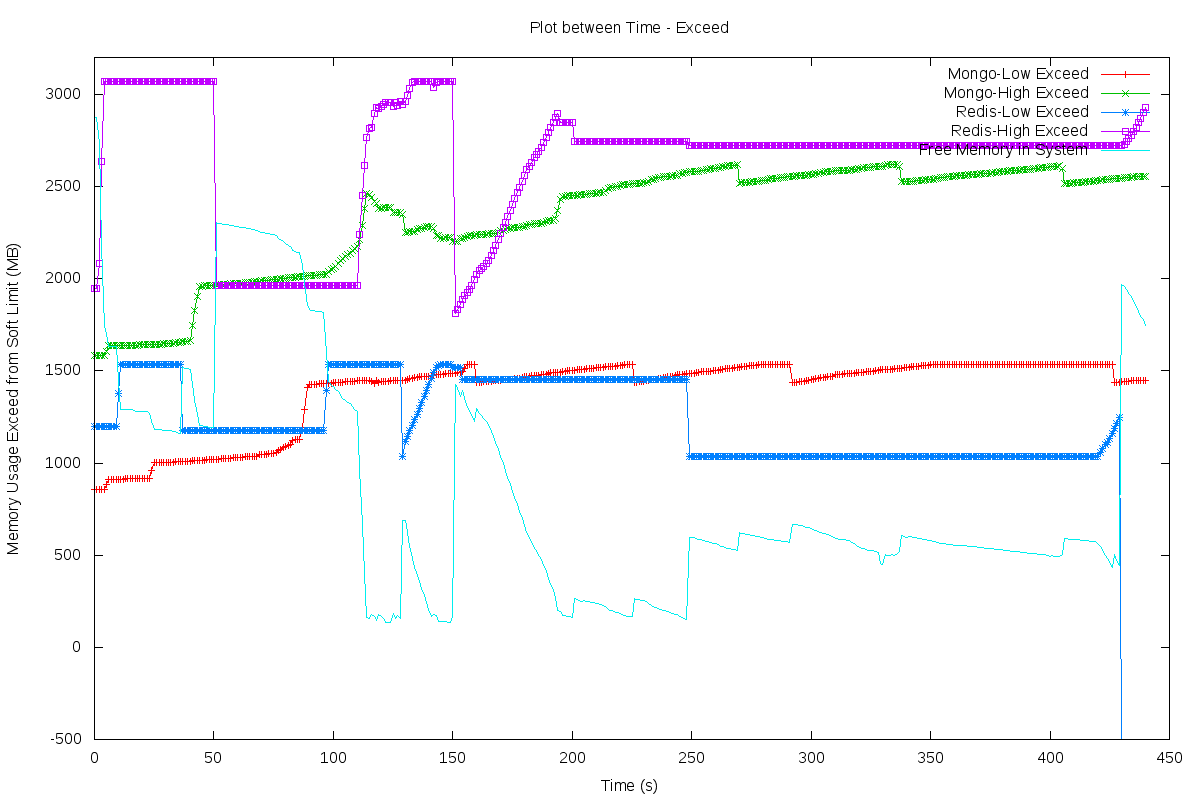 Plot between Time - Exceed
Mongo-Low Exceed
Mongo-High Exceed
Redis-Low Exceed
Redis-High Exceed
Free Memory in System
Memory Usage Exceed from Soft Limit (MB)
3000
2500
2000
1500
1000
500
0
-500
0 50 100 150 200 250 300 350 400 450
Time (s)